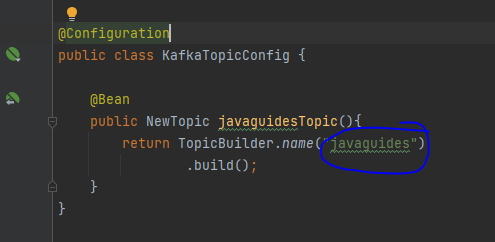 @Configuration
public class KafkaTopicConfig {
@Bean
public NewTopic javaguidesTopic(){
return TopicBuilder.name("javaguides")
.build();
}
}